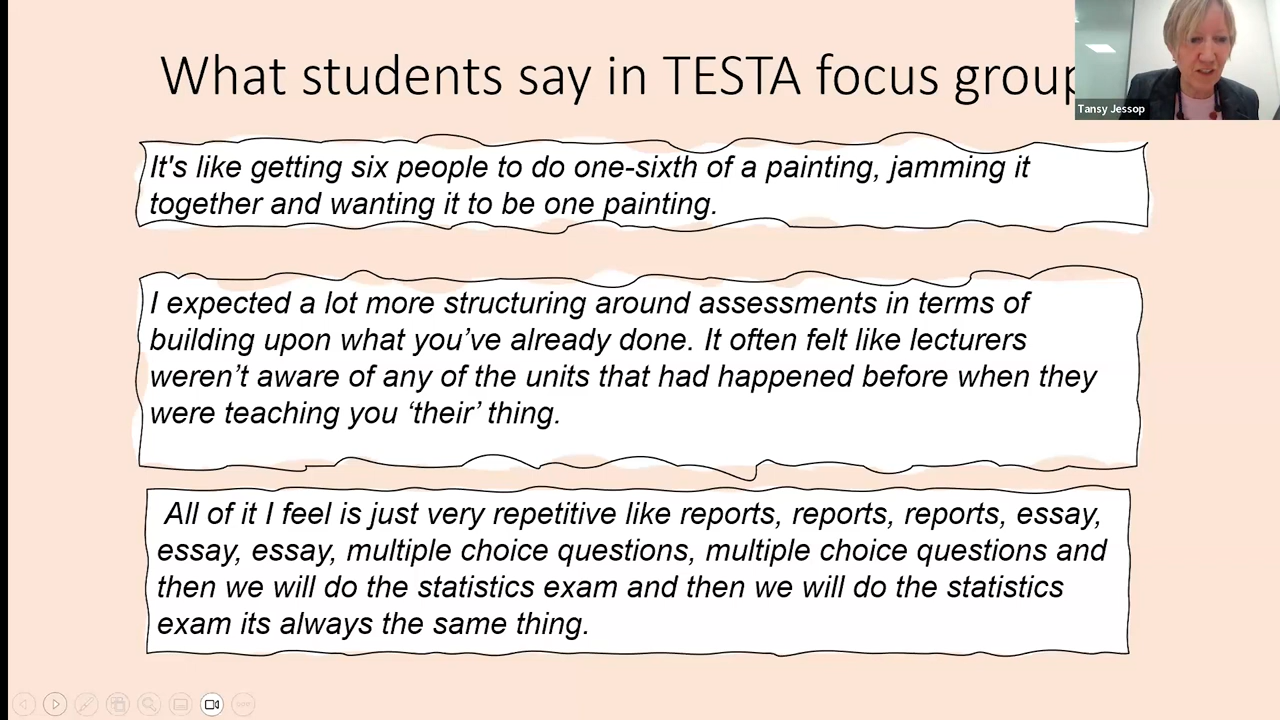 What students say in TESTA focus group
Tansy Jessop
It's like getting six people to do one-sixth of a painting, jamming it
together and wanting it to be one painting.
I expected a lot more structuring around assessments in terms of
building upon what you’ve already done. It often felt like lecturers
weren’t aware of any of the units that had happened before when they
were teaching you ‘their’ thing.
All of it I feel is just very repetitive like reports, reports, reports, essay,
essay, essay, multiple choice questions, multiple choice questions and
then we will do the statistics exam and then we will do the statistics
exam its always the same thing.